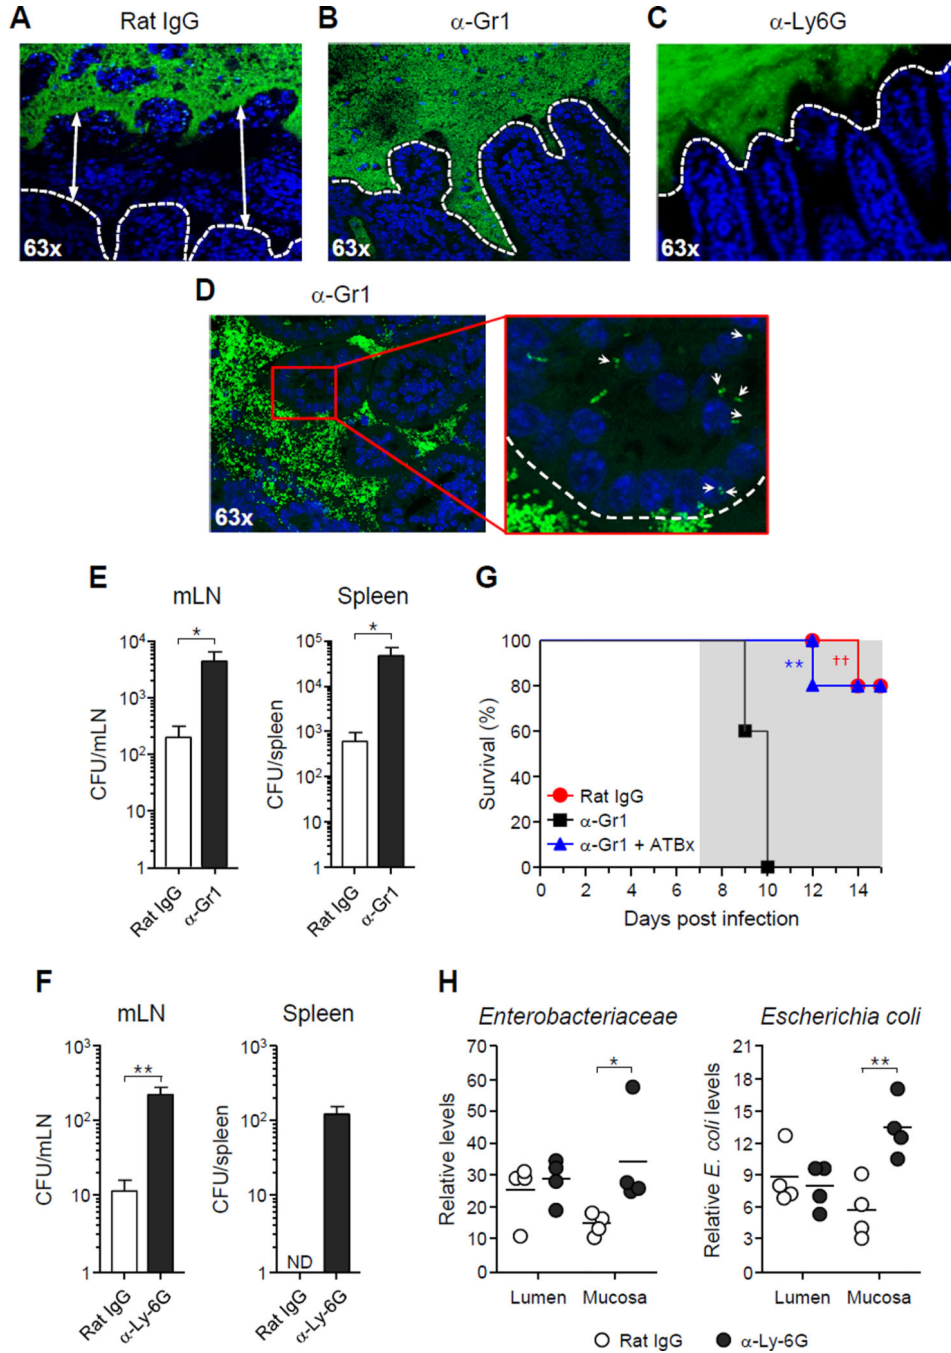 A Rat IgG
B α-Gr1
C α-Ly6G
63x
63x
63x
D α-Gr1
63x
E
mLN
Spleen
*
*
CFU/mLN
10⁴
10³
10²
10
1
Rat IgG
α-Gr1
CFU/spleen
10⁵
10⁴
10³
10²
10
1
Rat IgG
α-Gr1
G
Survival (%)
100
80
60
40
20
0
**
††
Rat IgG
α-Gr1
α-Gr1 + ATBx
0 2 4 6 8 10 12 14
Days post infection
F
mLN
Spleen
**
CFU/mLN
10³
10²
10
1
Rat IgG
α-Ly-6G
CFU/spleen
10³
10²
10
1
ND
Rat IgG
α-Ly-6G
H
Enterobacteriaceae
Escherichia coli
*
**
Relative levels
70
60
50
40
30
20
10
0
Lumen Mucosa
Relative E. coli levels
21
18
15
12
9
6
3
0
Lumen Mucosa
Rat IgG α-Ly-6G